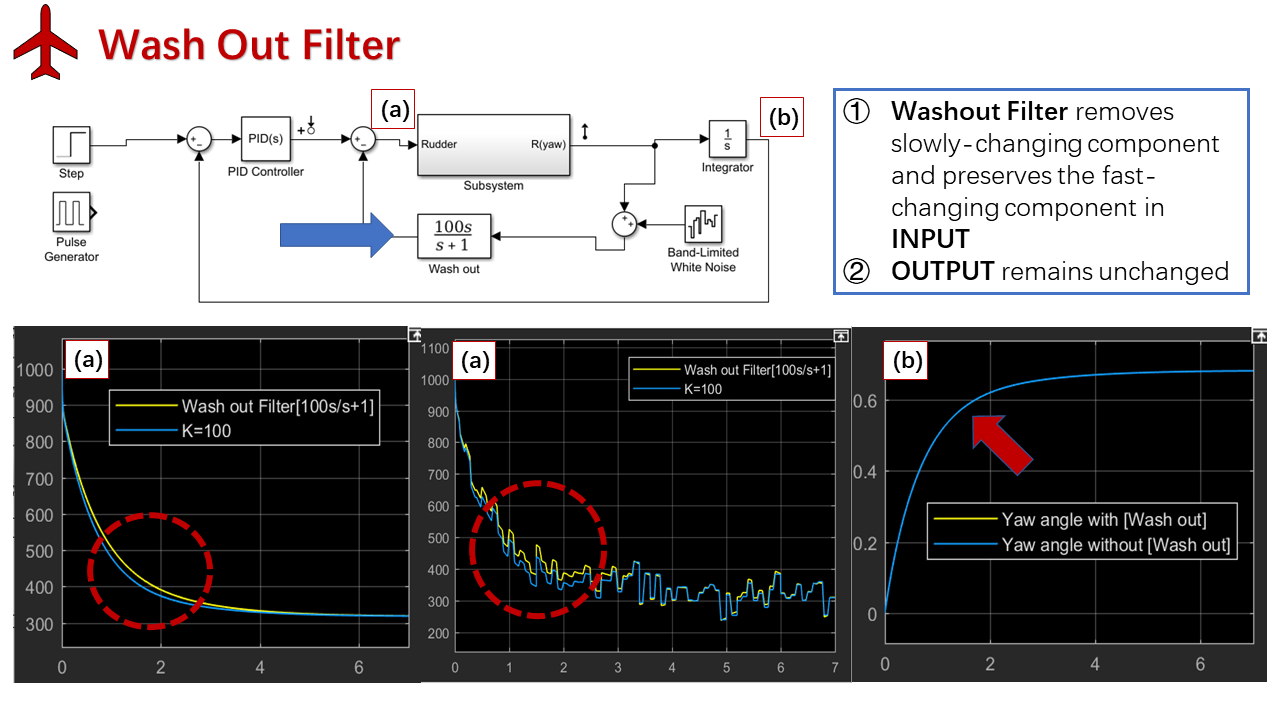 Wash Out Filter
(a)
(b)
Step
+
−
PID(s)
PID Controller
+
+
−
Rudder
R(yaw)
Subsystem
1
s
Integrator
Pulse
Generator
100s
s + 1
Wash out
+
+
Band-Limited
White Noise
① Washout Filter removes
slowly-changing component
and preserves the fast-
changing component in
INPUT
② OUTPUT remains unchanged
(a)
1000
900
800
700
600
500
400
300
0 2 4 6
Wash out Filter[100s/s+1]
K=100
(a)
1100
1000
900
800
700
600
500
400
300
200
0 1 2 3 4 5 6 7
Wash out Filter[100s/s+1]
K=100
(b)
0.6
0.4
0.2
0
0 2 4 6
Yaw angle with [Wash out]
Yaw angle without [Wash out]